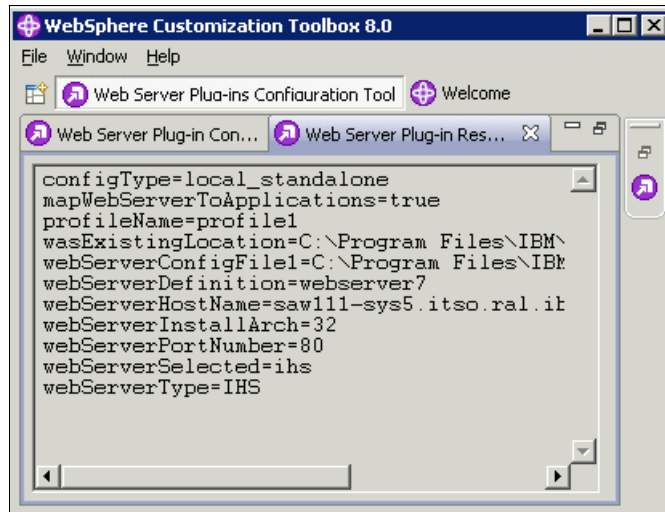 WebSphere Customization Toolbox 8.0
File Window Help
Web Server Plug-ins Configuration Tool Welcome
Web Server Plug-in Con... Web Server Plug-in Res...
configType=local_standalone
mapWebServerToApplications=true
profileName=profile1
wasExistingLocation=C:\Program Files\IBM\
webServerConfigFile1=C:\Program Files\IBM
webServerDefinition=webserver7
webServerHostName=saw111-sys5.itso.ral.ib
webServerInstallArch=32
webServerPortNumber=80
webServerSelected=ihs
webServerType=IHS